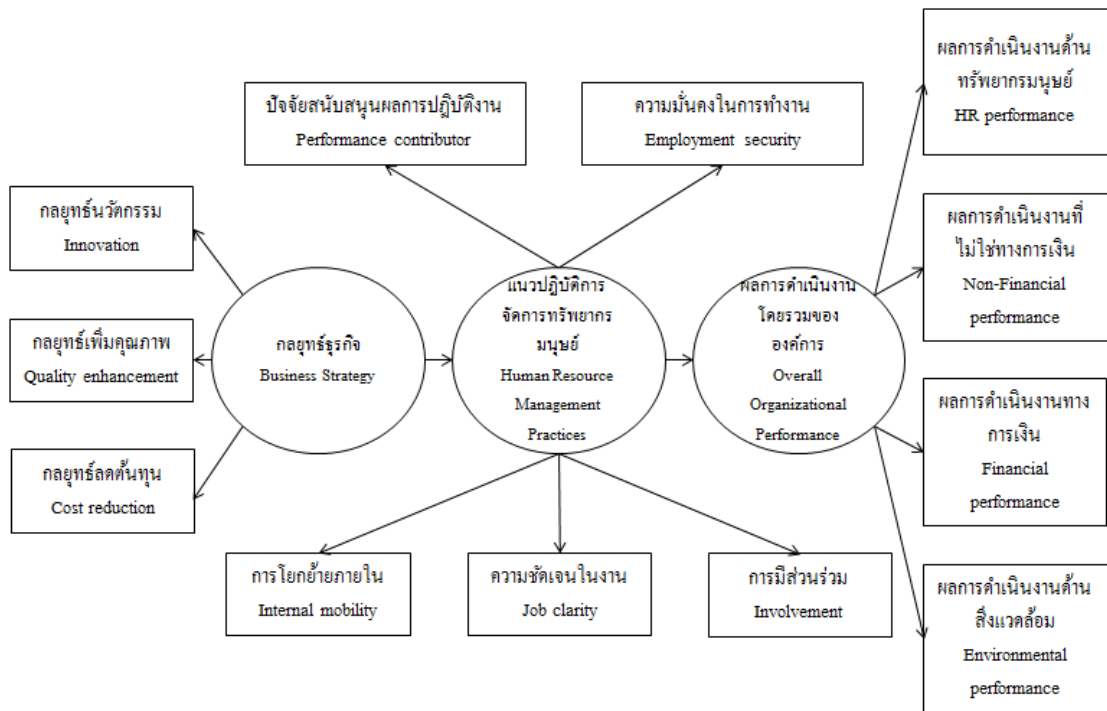 ผลการดำเนินงานด้าน
ทรัพยากรมนุษย์
HR performance
ปัจจัยสนับสนุนผลการปฏิบัติงาน
Performance contributor
ความมั่นคงในการทำงาน
Employment security
กลยุทธ์นวัตกรรม
Innovation
ผลการดำเนินงานที่
ไม่ใช่ทางการเงิน
Non-Financial
performance
กลยุทธ์เพิ่มคุณภาพ
Quality enhancement
กลยุทธ์ธุรกิจ
Business Strategy
แนวปฏิบัติการ
จัดการทรัพยากร
มนุษย์
Human Resource
Management
Practices
ผลการดำเนินงาน
โดยรวมของ
องค์การ
Overall
Organizational
Performance
ผลการดำเนินงานทาง
การเงิน
Financial
performance
กลยุทธ์ลดต้นทุน
Cost reduction
การโยกย้ายภายใน
Internal mobility
ความชัดเจนในงาน
Job clarity
การมีส่วนร่วม
Involvement
ผลการดำเนินงานด้าน
สิ่งแวดล้อม
Environmental
performance